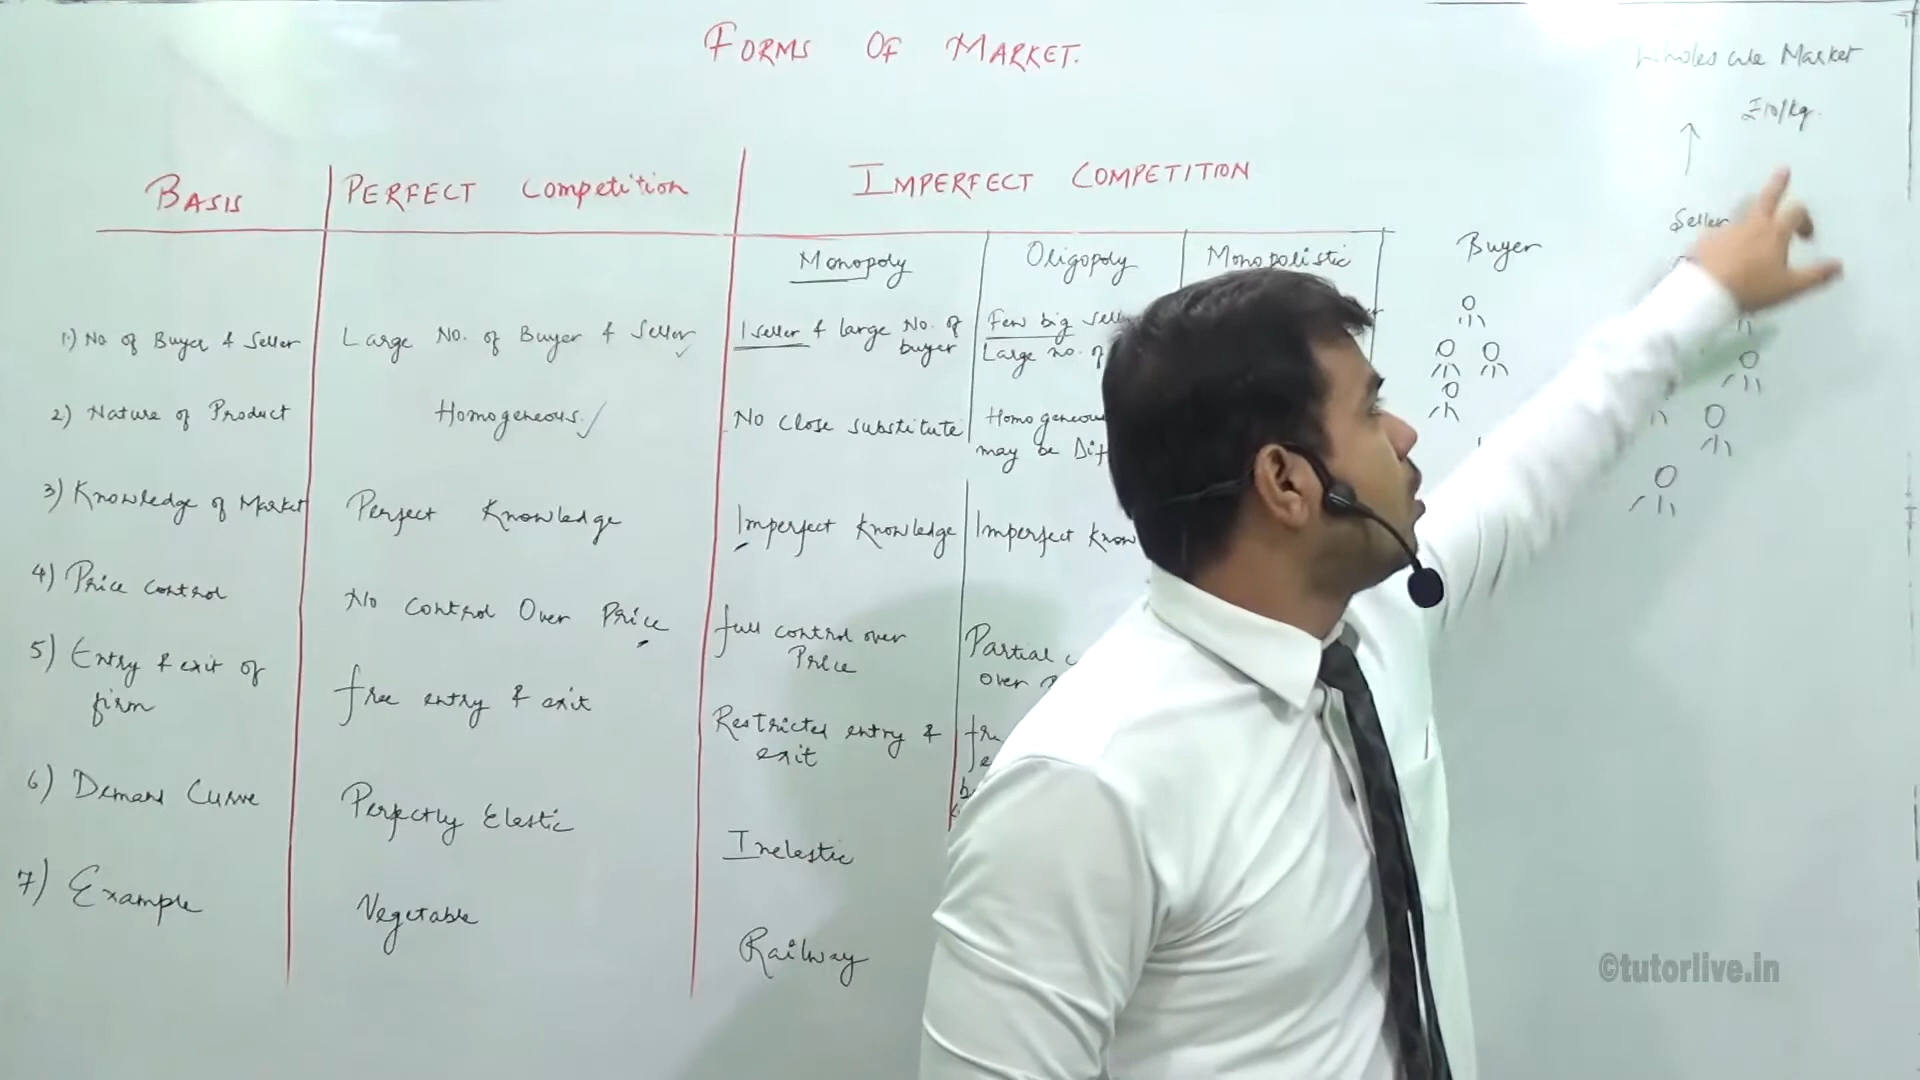 FORMS OF MARKET.
Market
BASIS
PERFECT Competition
IMPERFECT COMPETITION
Monopoly
Oligopoly
Monopolistic
Buyer
Seller
1) No of Buyer & Seller
Large No. of Buyer & Seller
1 Seller & large No. of
buyer
Few big sell
Large no. of
2) Nature of Product
Homogeneous.
No Close Substitute
Homogeneous
may be Dif
3) Knowledge of Market
Perfect Knowledge
Imperfect Knowledge
Imperfect Know
4) Price control
No control Over Price
full control over
Price
Partial c
over
5) Entry & exit of
firm
free entry & exit
Restricted entry &
exit
fre
6) Demand Curve
Perfectly Elastic
Inelastic
7) Example
Vegetable
Railway
©tutorlive.in